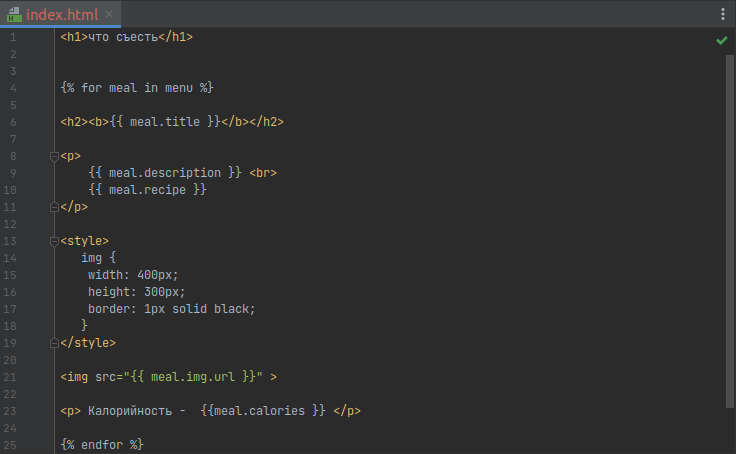 index.html
1 <h1>что съесть</h1>
2
3
4 {% for meal in menu %}
5
6 <h2><b>{{ meal.title }}</b></h2>
7
8 <p>
9     {{ meal.description }} <br>
10     {{ meal.recipe }}
11 </p>
12
13 <style>
14    img {
15     width: 400px;
16     height: 300px;
17     border: 1px solid black;
18    }
19 </style>
20
21 <img src="{{ meal.img.url }}" >
22
23 <p> Калорийность -  {{meal.calories }} </p>
24
25 {% endfor %}